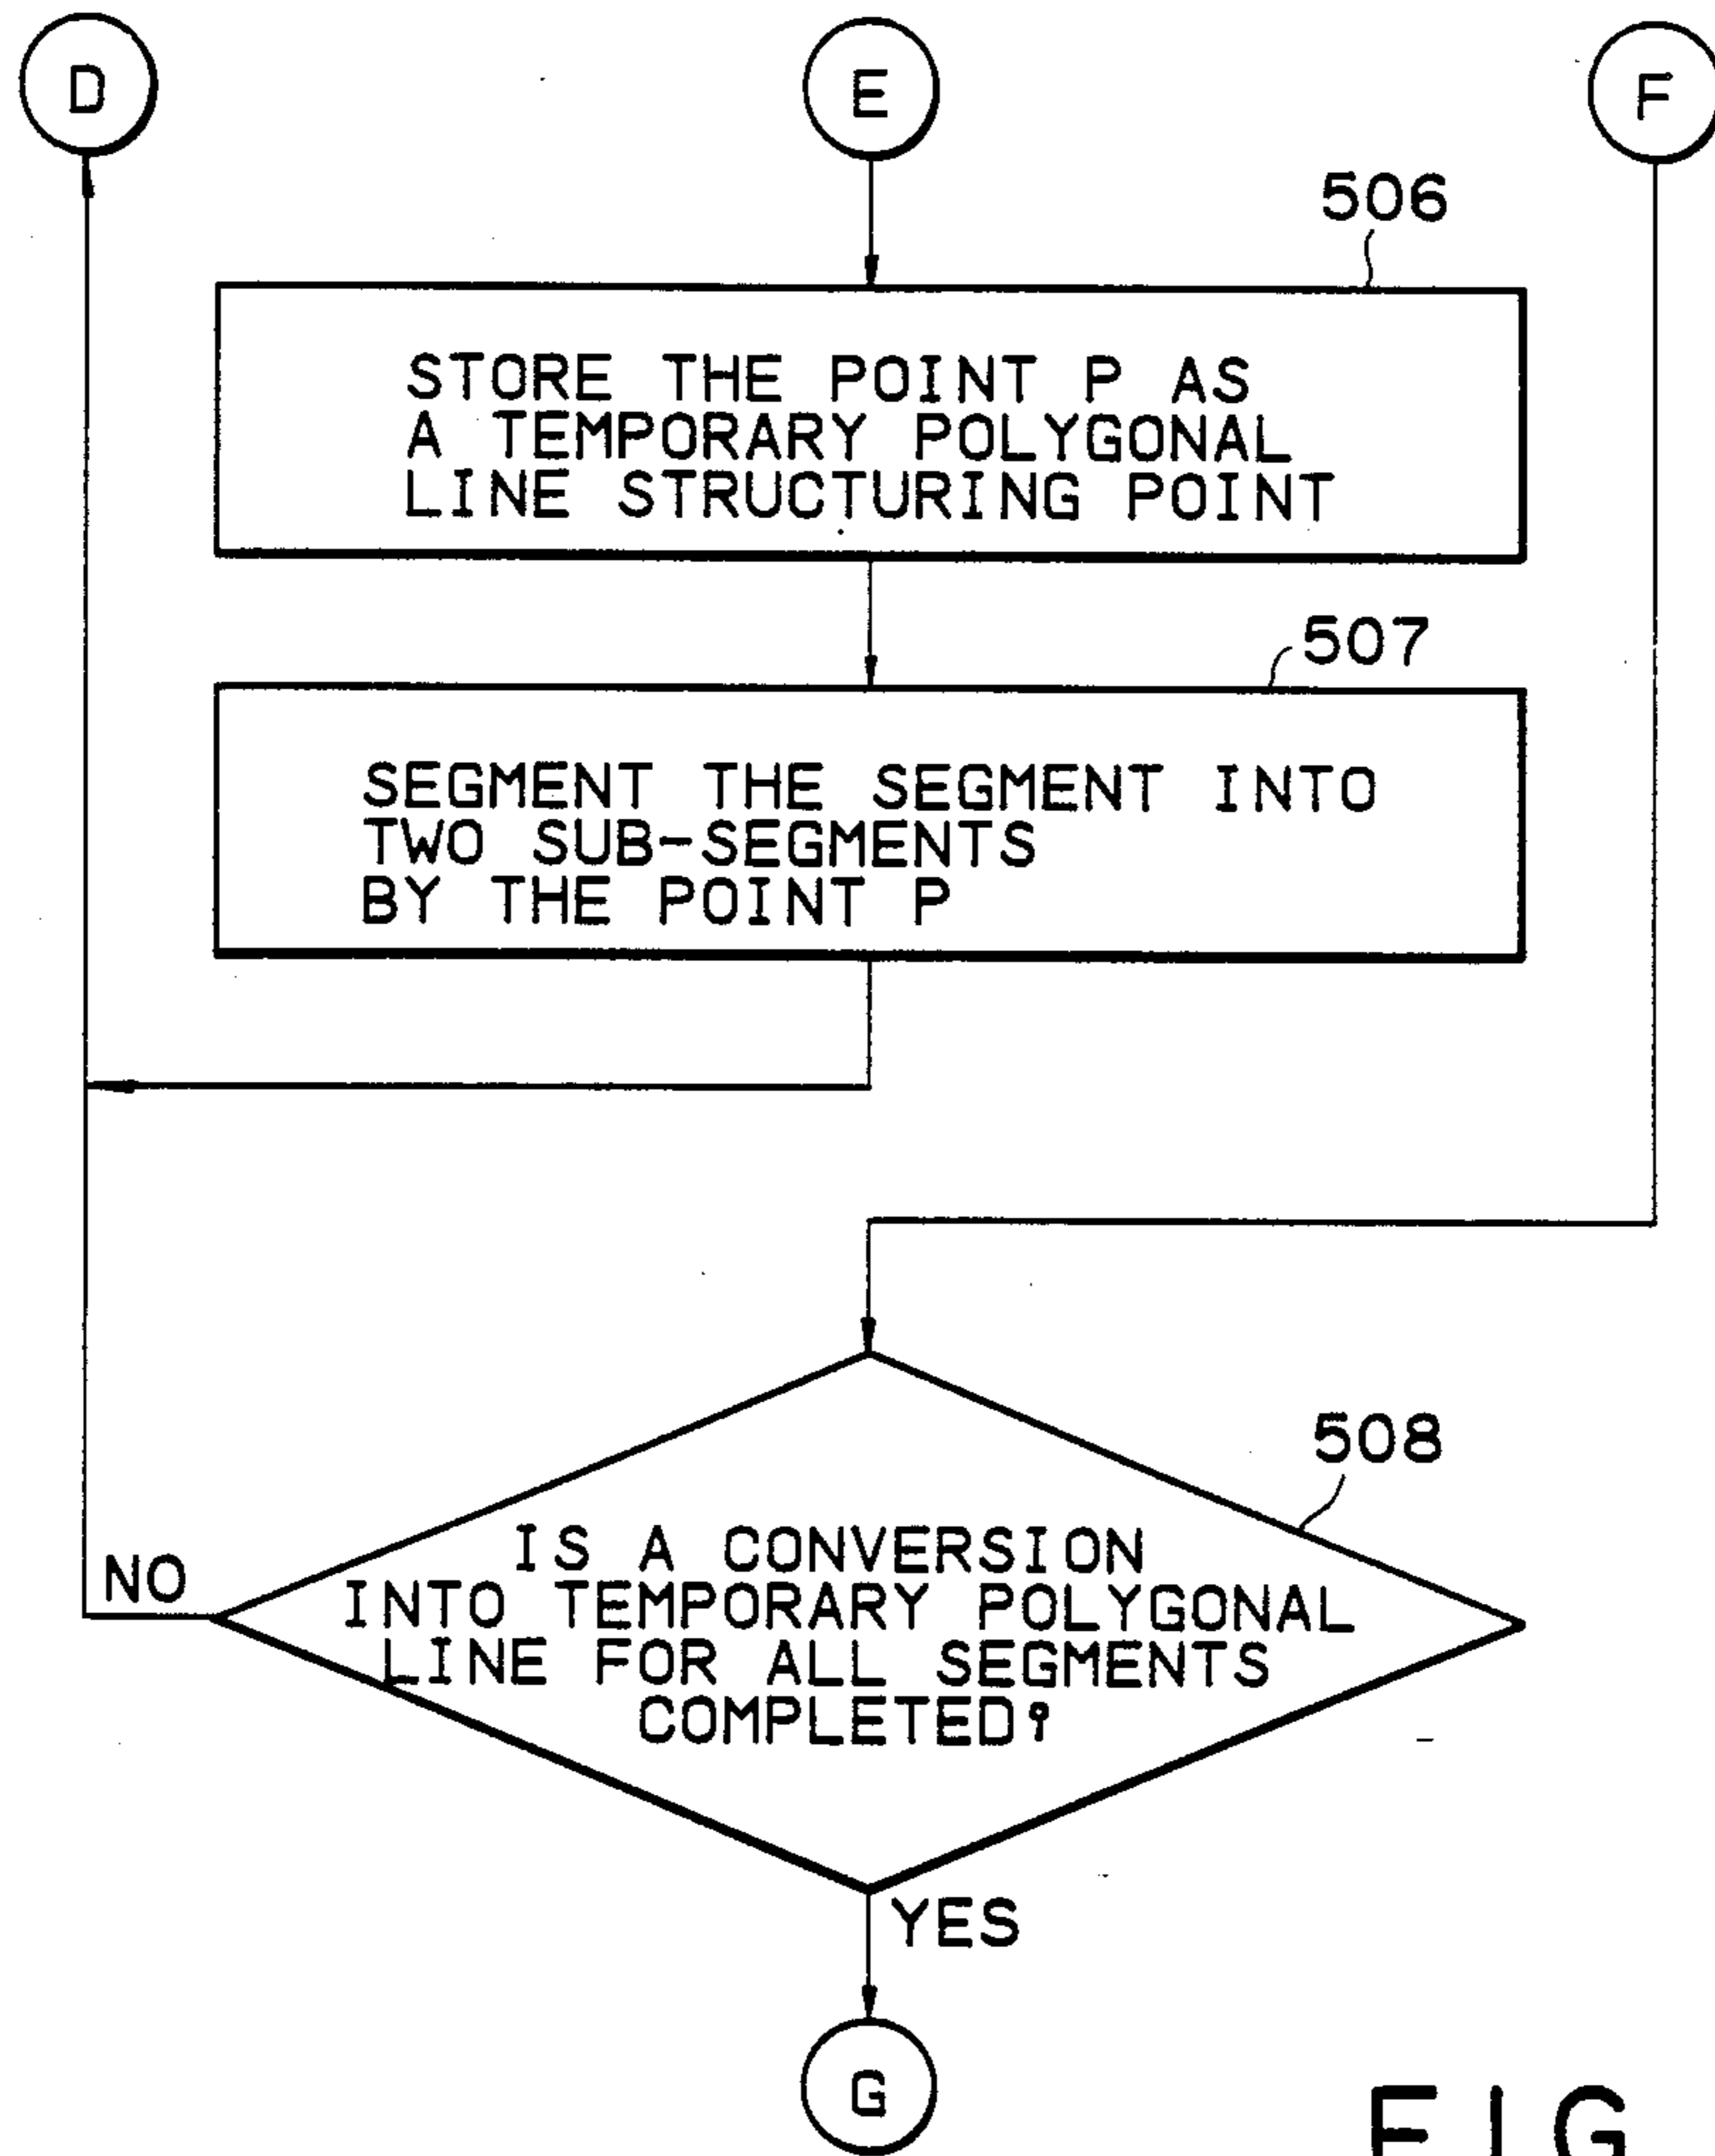 D
E
F
506
STORE THE POINT P AS
A TEMPORARY POLYGONAL
LINE STRUCTURING POINT
507
SEGMENT THE SEGMENT INTO
TWO SUB-SEGMENTS
BY THE POINT P
508
IS A CONVERSION
INTO TEMPORARY POLYGONAL
LINE FOR ALL SEGMENTS
COMPLETED?
NO
YES
G
FIG